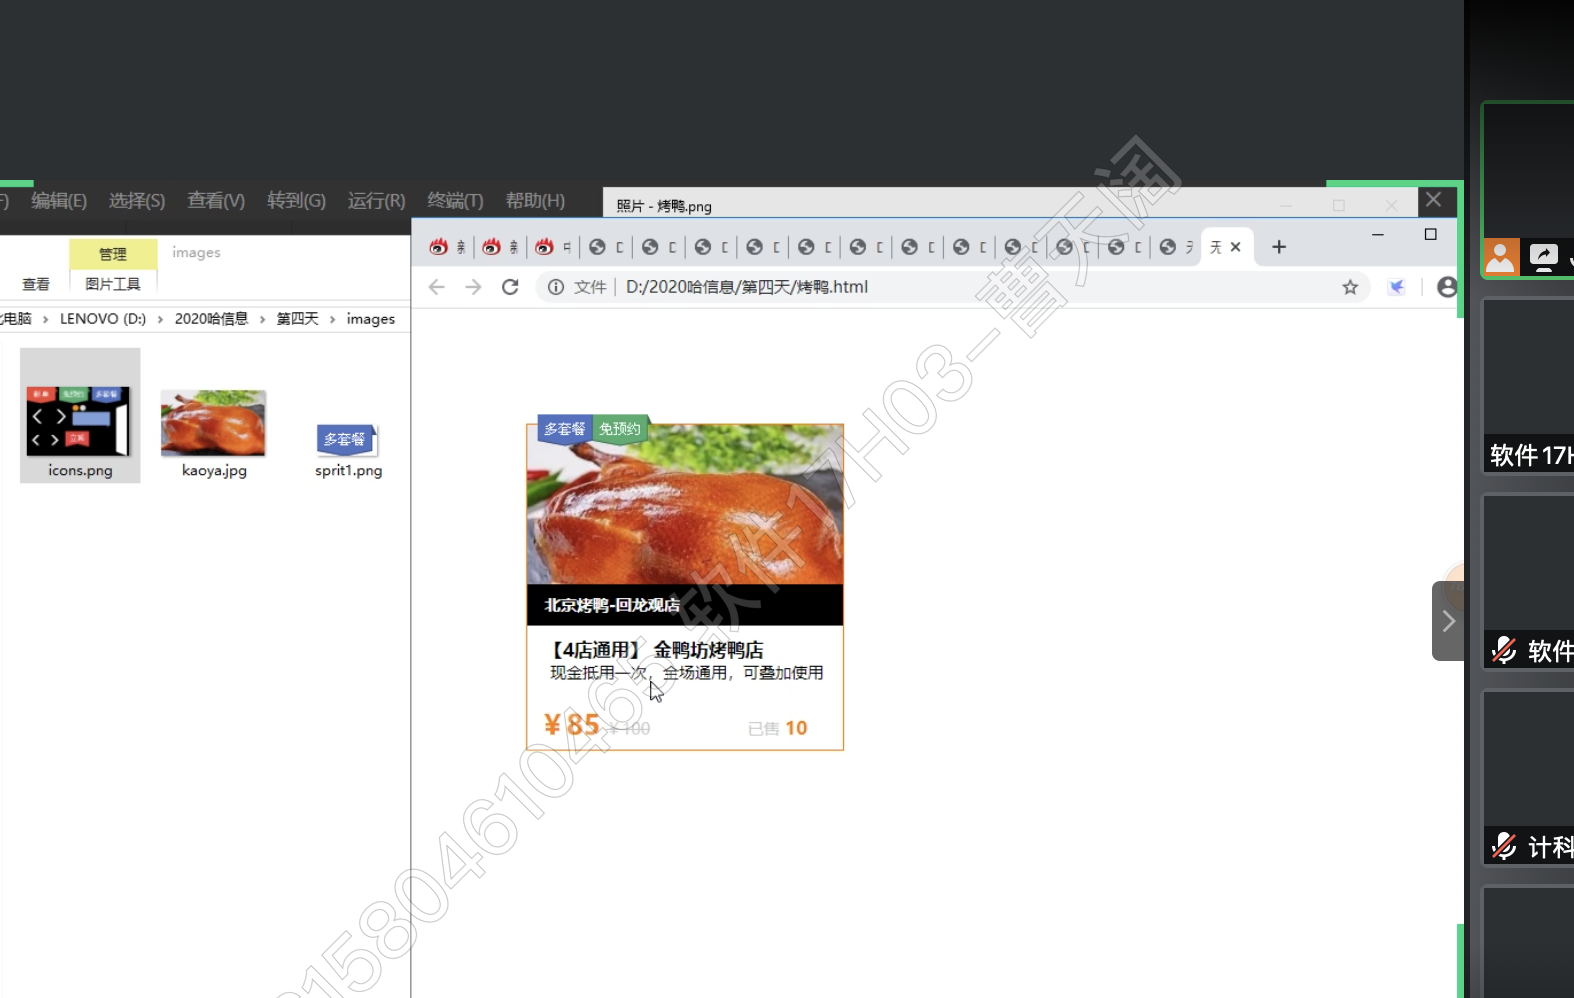 编辑(E) 选择(S) 查看(V) 转到(G) 运行(R) 终端(T) 帮助(H)
照片 - 烤鸭.png
管理 images
查看 图片工具
电脑 › LENOVO (D:) › 2020哈信息 › 第四天 › images
文件 D:/2020哈信息/第四天/烤鸭.html
天
多套餐
icons.png kaoya.jpg sprit1.png
多套餐 免预约
北京烤鸭-回龙观店
【4店通用】 金鸭坊烤鸭店
现金抵用一次，全场通用，可叠加使用
¥ 85 ¥ 100 已售 10
15804610465 软件17H03-曹天阔
软件17H
软件
计科